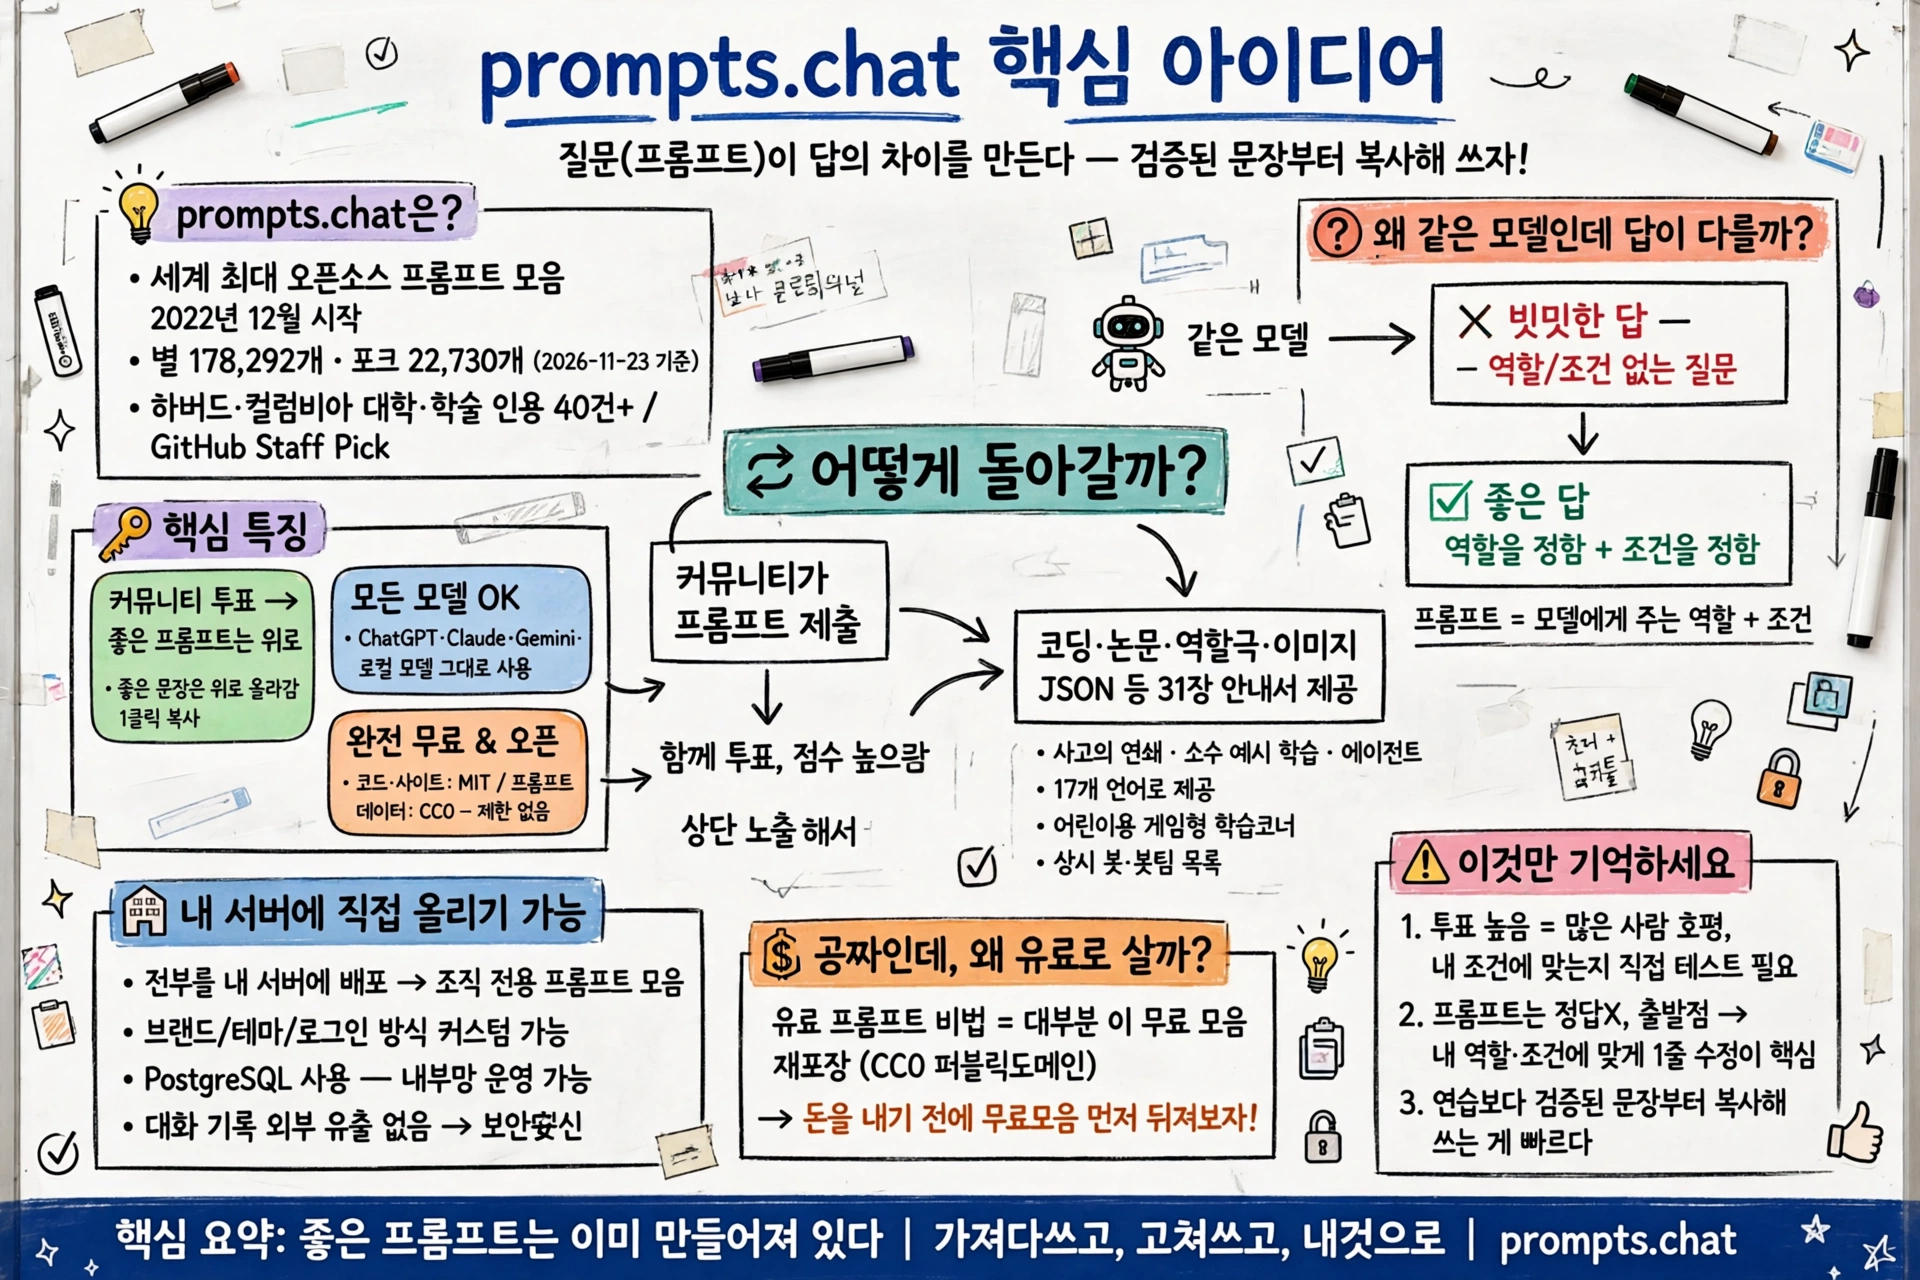 prompts.chat 핵심 아이디어
질문(프롬프트)이 답의 차이를 만든다 — 검증된 문장부터 복사해 쓰자!
prompts.chat은?
• 세계 최대 오픈소스 프롬프트 모음
2022년 12월 시작
• 별 178,292개 · 포크 22,730개 (2026-11-23 기준)
• 하버드·컬럼비아 대학·학술 인용 40건+ /
GitHub Staff Pick
왜 같은 모델인데 답이 다를까?
같은 모델
빗밋한 답 —
– 역할/조건 없는 질문
좋은 답
역할을 정함 + 조건을 정함
프롬프트 = 모델에게 주는 역할 + 조건
핵심 특징
커뮤니티 투표 →
좋은 프롬프트는 위로
• 좋은 문장은 위로 올라감
1클릭 복사
모든 모델 OK
• ChatGPT·Claude·Gemini·
로컬 모델 그대로 사용
완전 무료 & 오픈
• 코드·사이트: MIT / 프롬프트
데이터: CC0 – 제한 없음
어떻게 돌아갈까?
커뮤니티가
프롬프트 제출
함께 투표, 점수 높으람
상단 노출 해서
코딩·논문·역할극·이미지
JSON 등 31장 안내서 제공
• 사고의 연쇄 · 소수 예시 학습 · 에이전트
• 17개 언어로 제공
• 어린이용 게임형 학습코너
• 상시 봇·봇팀 목록
내 서버에 직접 올리기 가능
• 전부를 내 서버에 배포 → 조직 전용 프롬프트 모음
• 브랜드/테마/로그인 방식 커스텀 가능
• PostgreSQL 사용 — 내부망 운영 가능
• 대화 기록 외부 유출 없음 → 보안安신
공짜인데, 왜 유료로 살까?
유료 프롬프트 비법 = 대부분 이 무료 모음
재포장 (CC0 퍼블릭도메인)
→ 돈을 내기 전에 무료모음 먼저 뒤져보자!
이것만 기억하세요
1. 투표 높음 = 많은 사람 호평,
내 조건에 맞는지 직접 테스트 필요
2. 프롬프트는 정답X, 출발점 →
내 역할·조건에 맞게 1줄 수정이 핵심
3. 연습보다 검증된 문장부터 복사해
쓰는 게 빠르다
핵심 요약: 좋은 프롬프트는 이미 만들어져 있다 | 가져다쓰고, 고쳐쓰고, 내것으로 | prompts.chat